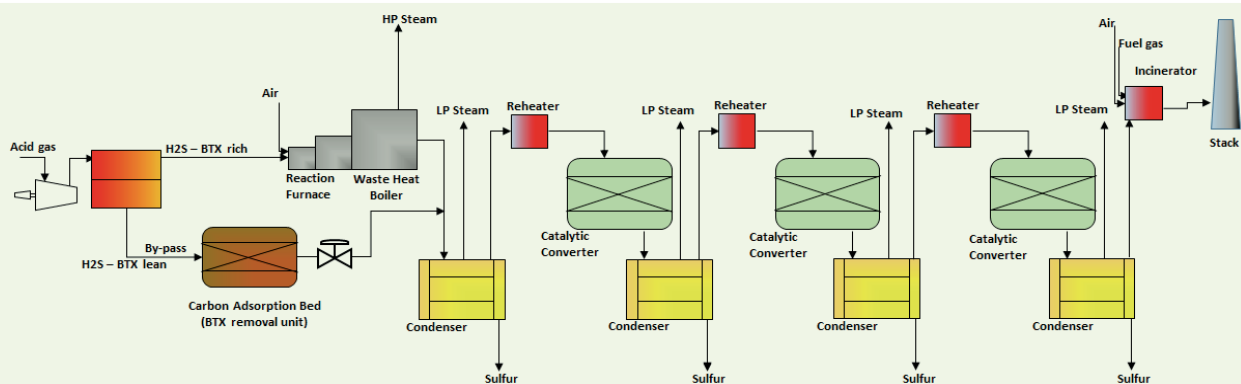 HP Steam
Air
Fuel gas
Incinerator
Stack
Air
LP Steam
Reheater
LP Steam
Reheater
LP Steam
Reheater
LP Steam
Acid gas
H2S – BTX rich
Reaction
Furnace
Waste Heat
Boiler
By-pass
H2S – BTX lean
Carbon Adsorption Bed
(BTX removal unit)
Catalytic
Converter
Catalytic
Converter
Catalytic
Converter
Condenser
Condenser
Condenser
Condenser
Sulfur
Sulfur
Sulfur
Sulfur